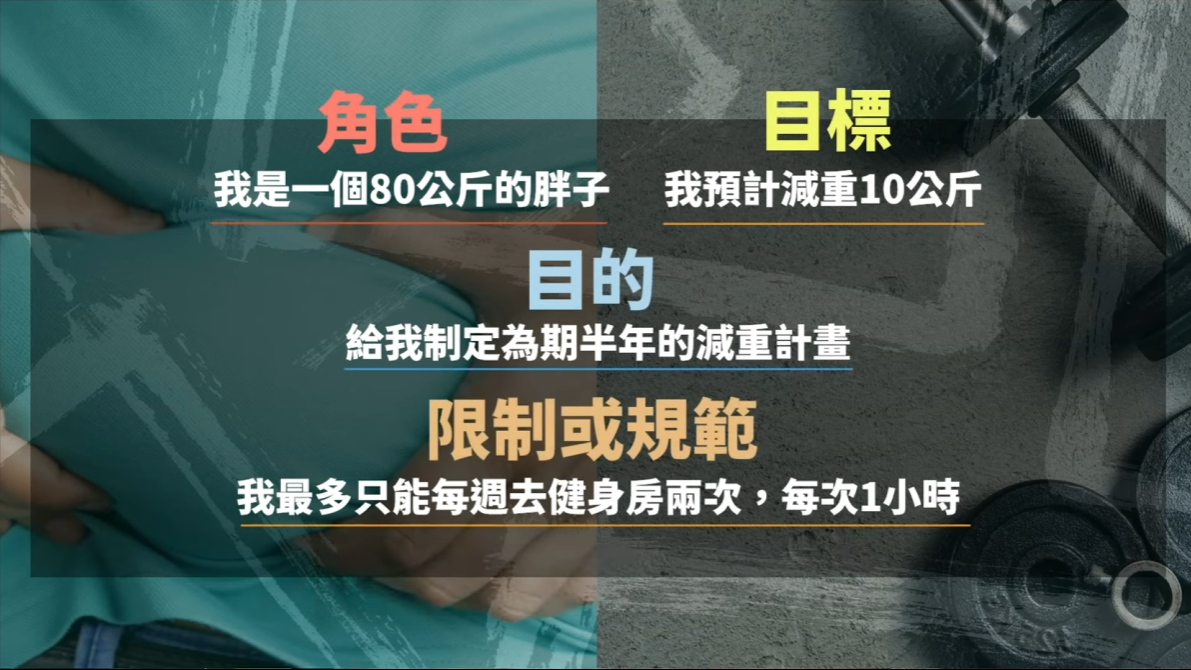 角色
目標
我是一個80公斤的胖子
我預計減重10公斤
目的
給我制定為期半年的減重計畫
限制或規範
我最多只能每週去健身房兩次，每次1小時